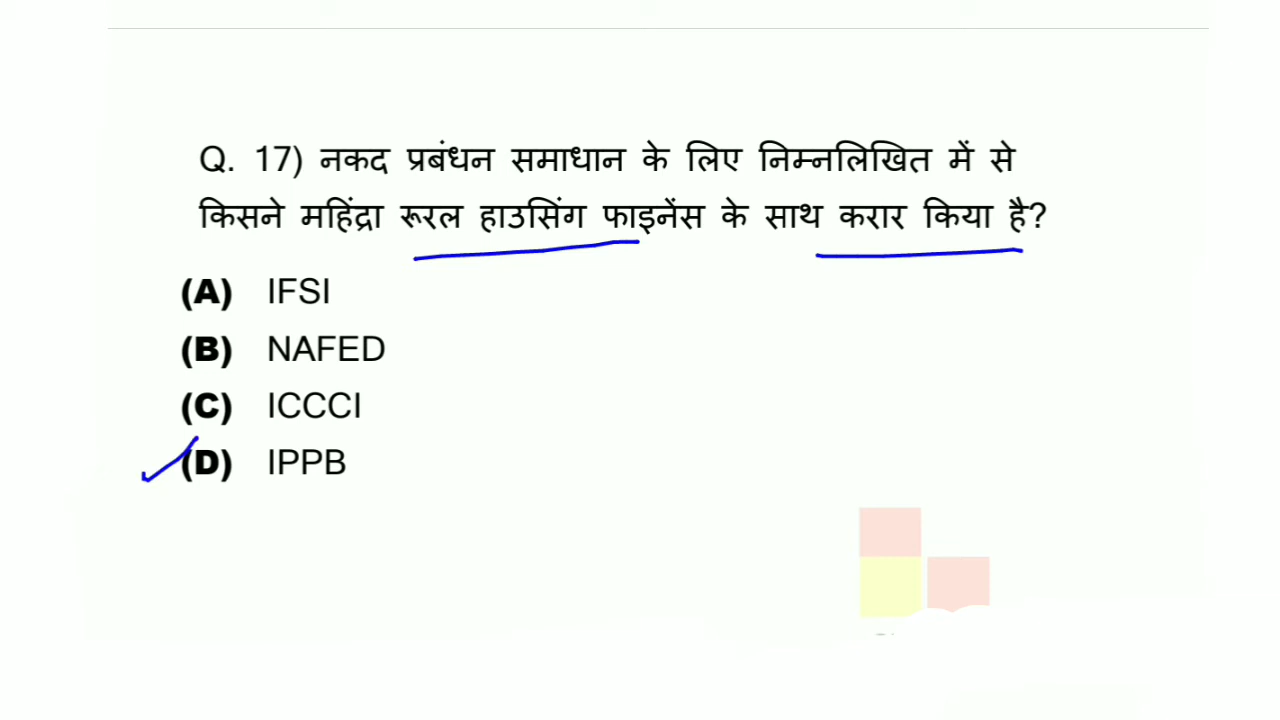 Q. 17) नकद प्रबंधन समाधान के लिए निम्नलिखित में से
किसने महिंद्रा रूरल हाउसिंग फाइनेंस के साथ करार किया है?
(A) IFSI
(B) NAFED
(C) ICCCI
(D) IPPB